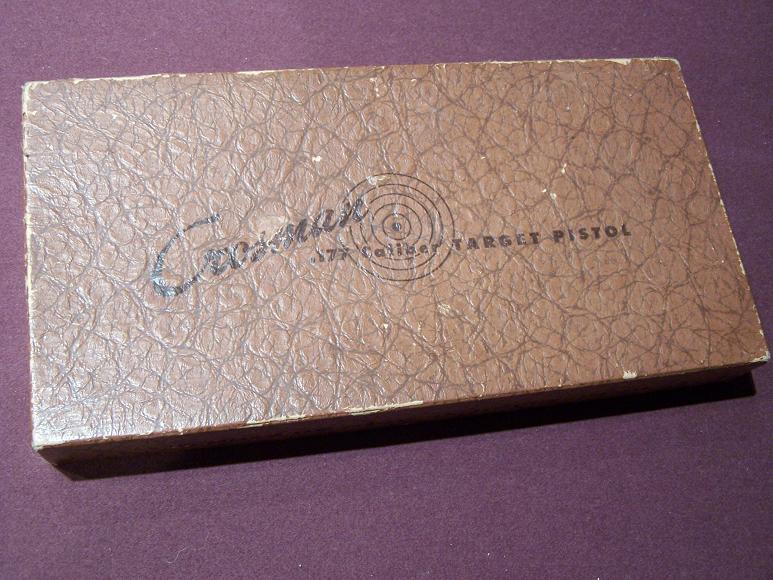 Crosman
.177 Caliber TARGET PISTOL